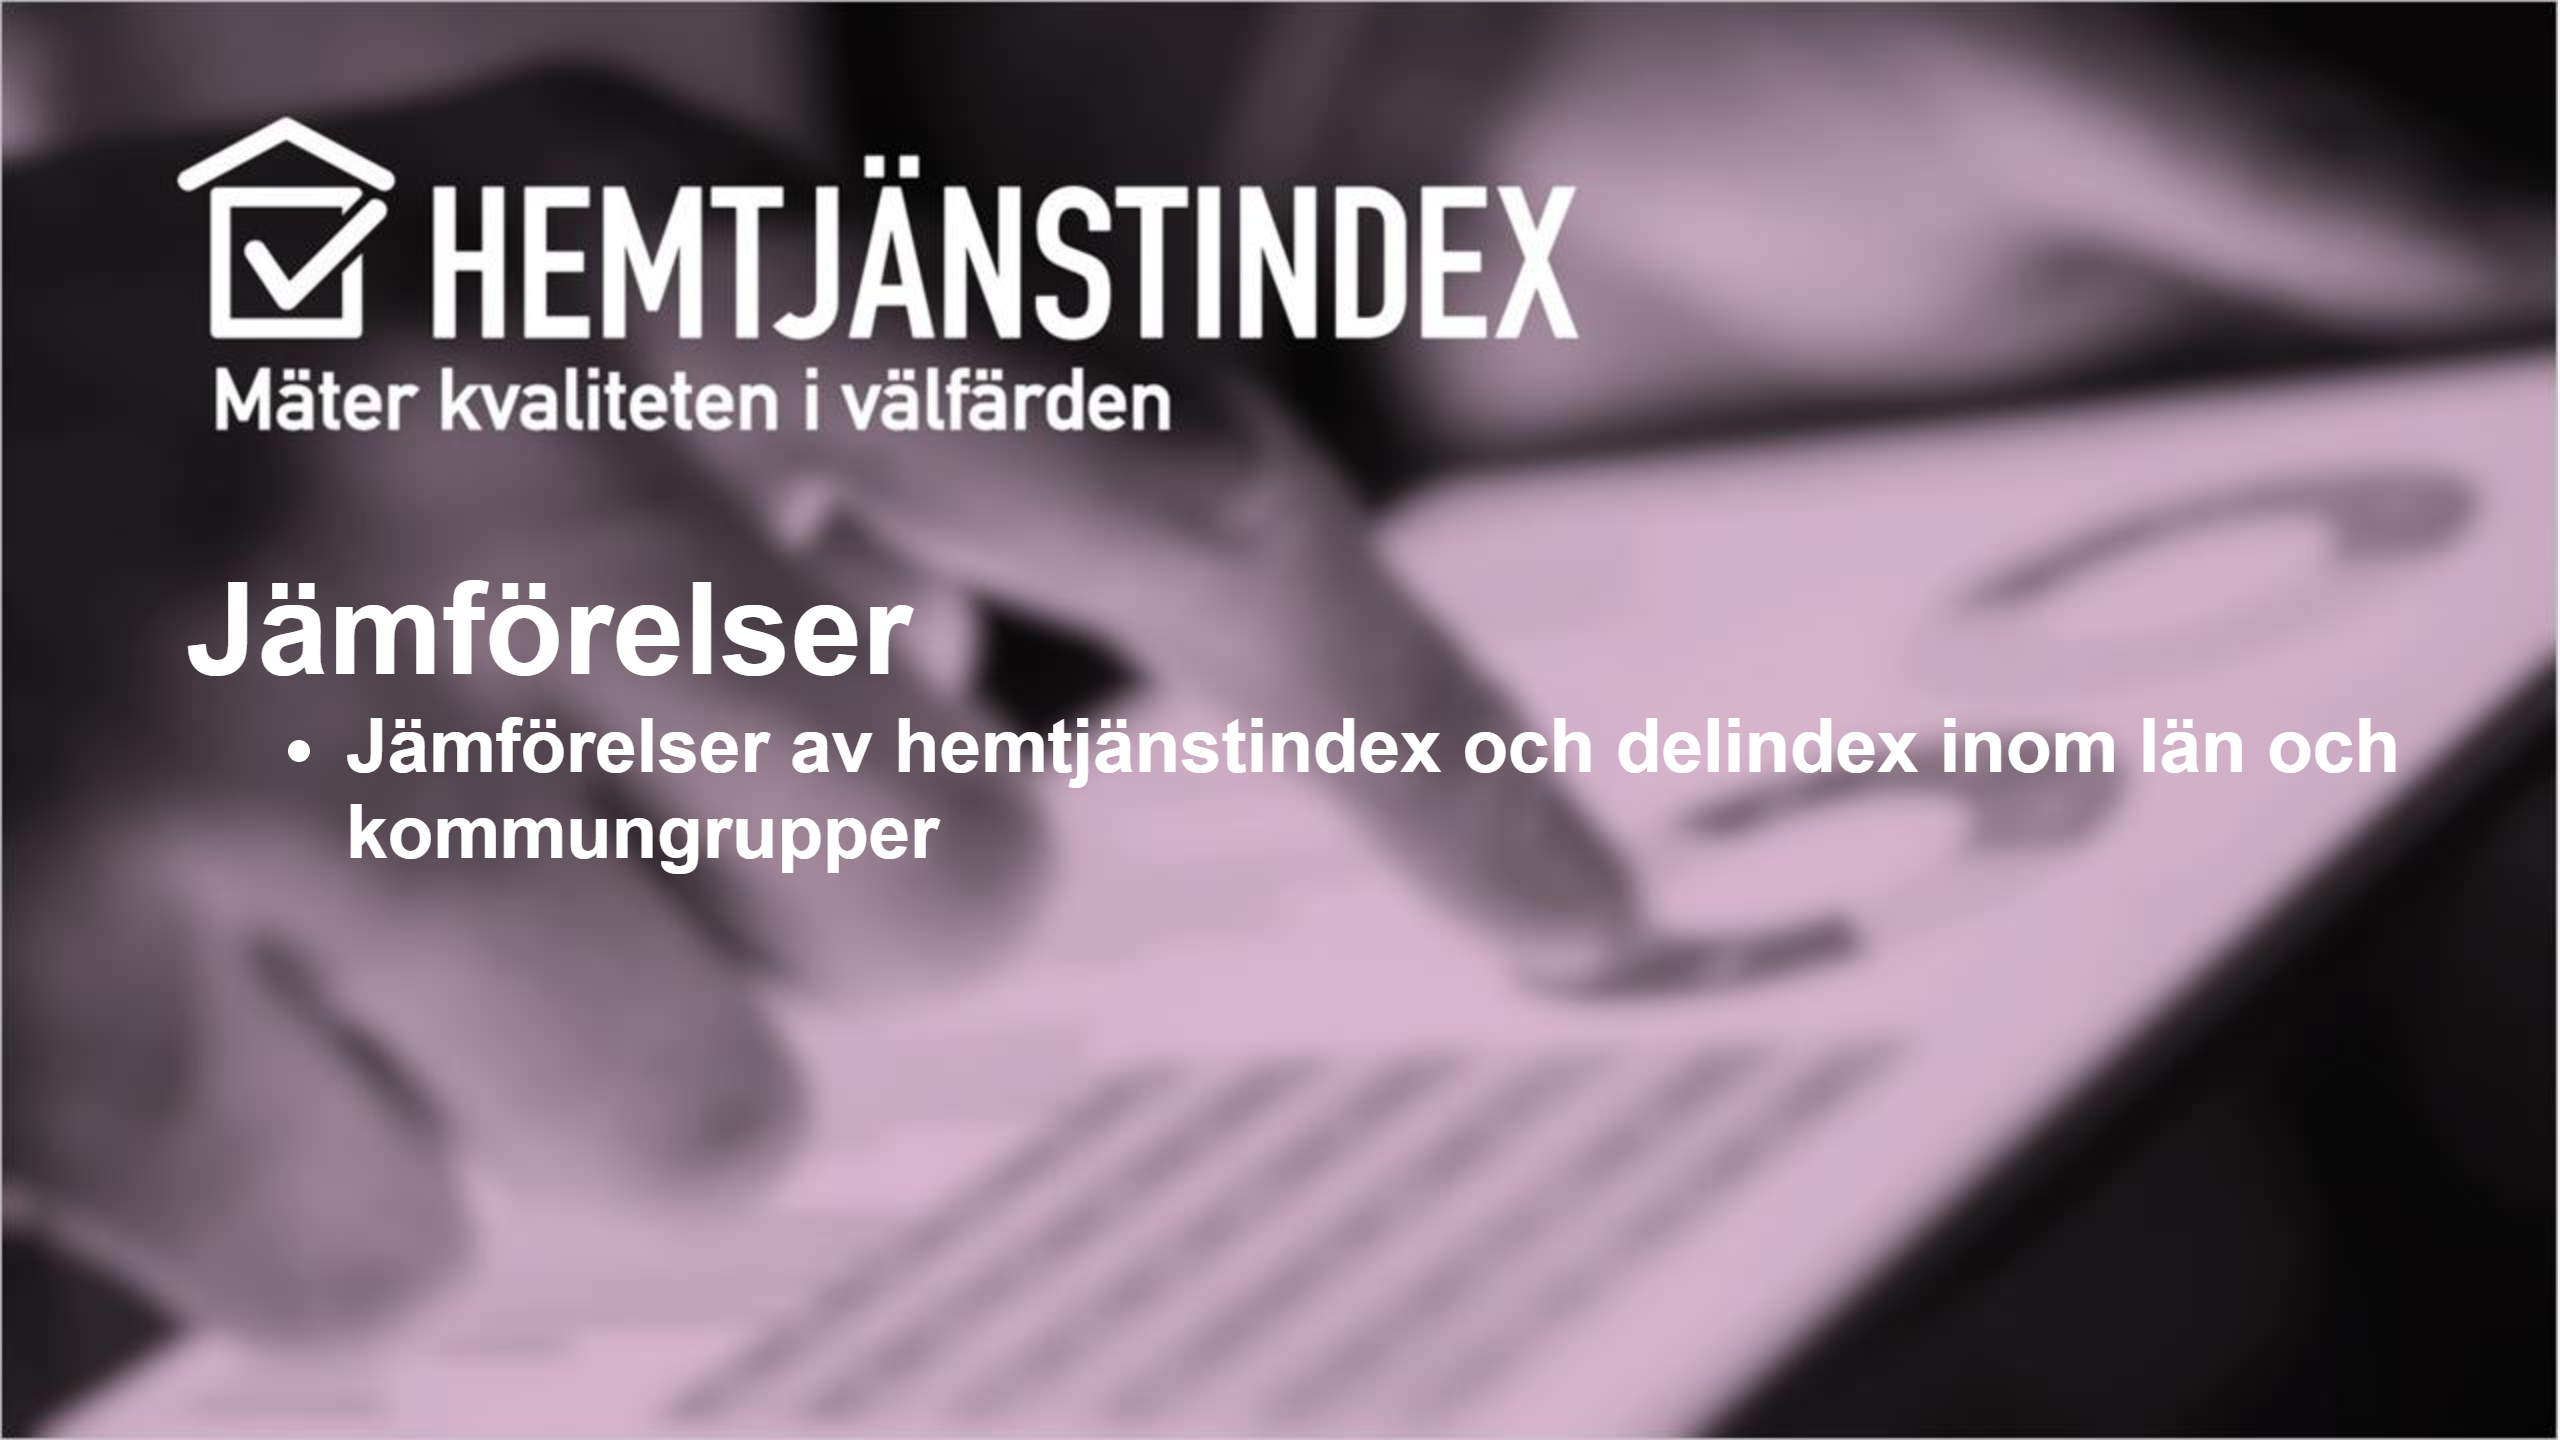 HEMTJÄNSTINDEX
Mäter kvaliteten i välfärden
Jämförelser
• Jämförelser av hemtjänstindex och delindex inom län och
kommungrupper